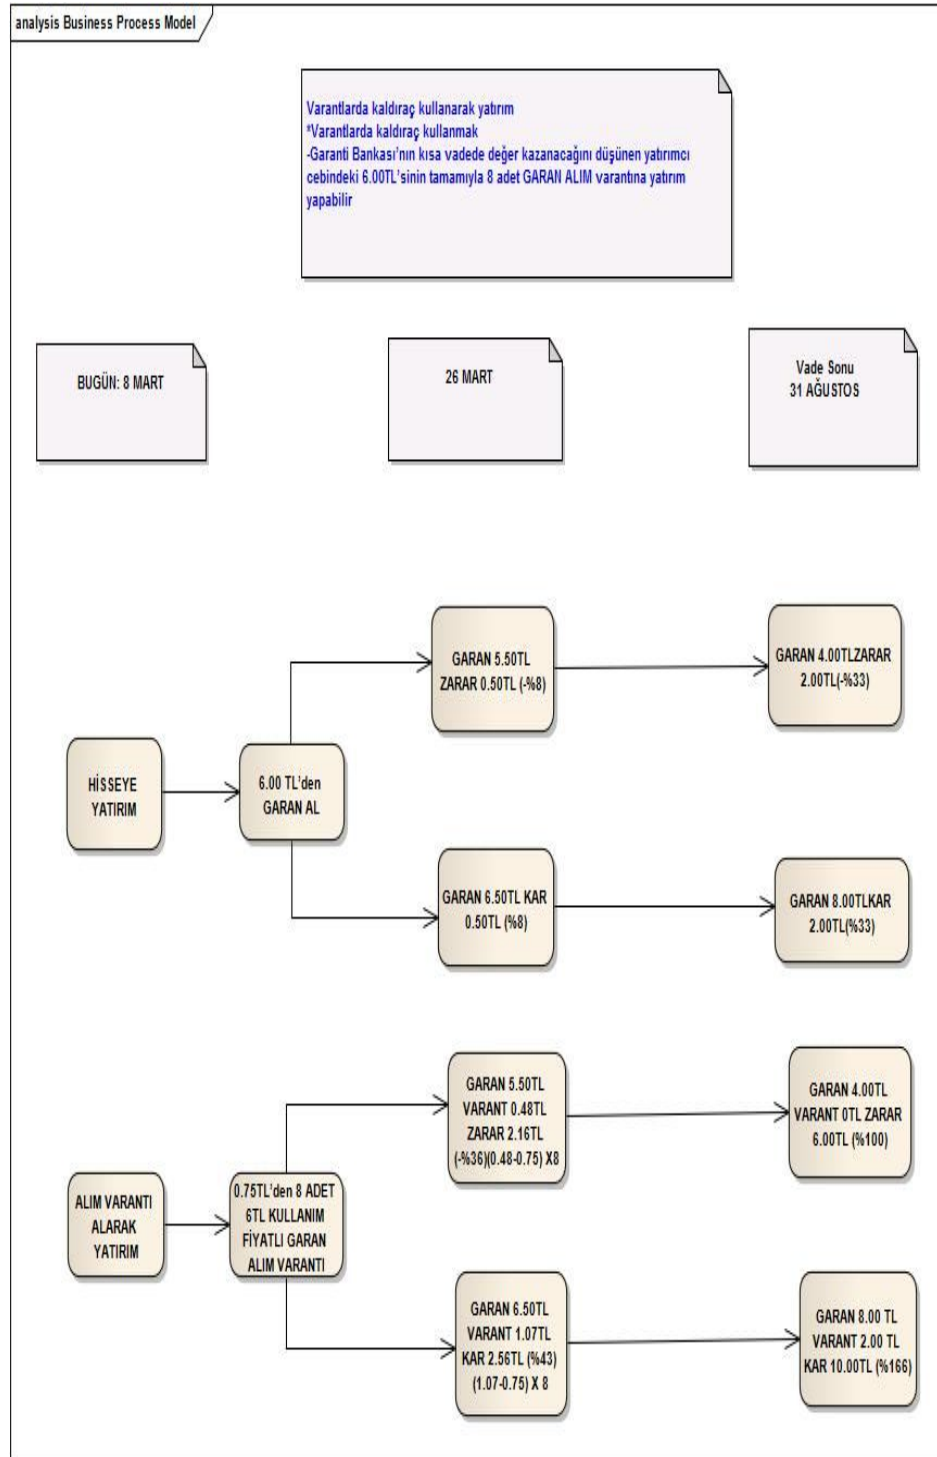 analysis Business Process Model
Varantlarda kaldıraç kullanarak yatırım
*Varantlarda kaldıraç kullanmak
-Garanti Bankası'nın kısa vadede değer kazanacağını düşünen yatırımcı
cebindeki 6.00TL'sinin tamamıyla 8 adet GARAN ALIM varantına yatırım
yapabilir
BUGÜN: 8 MART
26 MART
Vade Sonu
31 AĞUSTOS
HİSSEYE
YATIRIM
6.00 TL'den
GARAN AL
GARAN 5.50TL
ZARAR 0.50TL (-%8)
GARAN 4.00TLZARAR
2.00TL(-%33)
GARAN 6.50TL KAR
0.50TL (%8)
GARAN 8.00TLKAR
2.00TL(%33)
ALIM VARANTI
ALARAK
YATIRIM
0.75TL'den 8 ADET
6TL KULLANIM
FİYATLI GARAN
ALIM VARANTI
GARAN 5.50TL
VARANT 0.48TL
ZARAR 2.16TL
(-%36)(0.48-0.75) X8
GARAN 4.00TL
VARANT 0TL ZARAR
6.00TL (%100)
GARAN 6.50TL
VARANT 1.07TL
KAR 2.56TL (%43)
(1.07-0.75) X 8
GARAN 8.00 TL
VARANT 2.00 TL
KAR 10.00TL (%166)